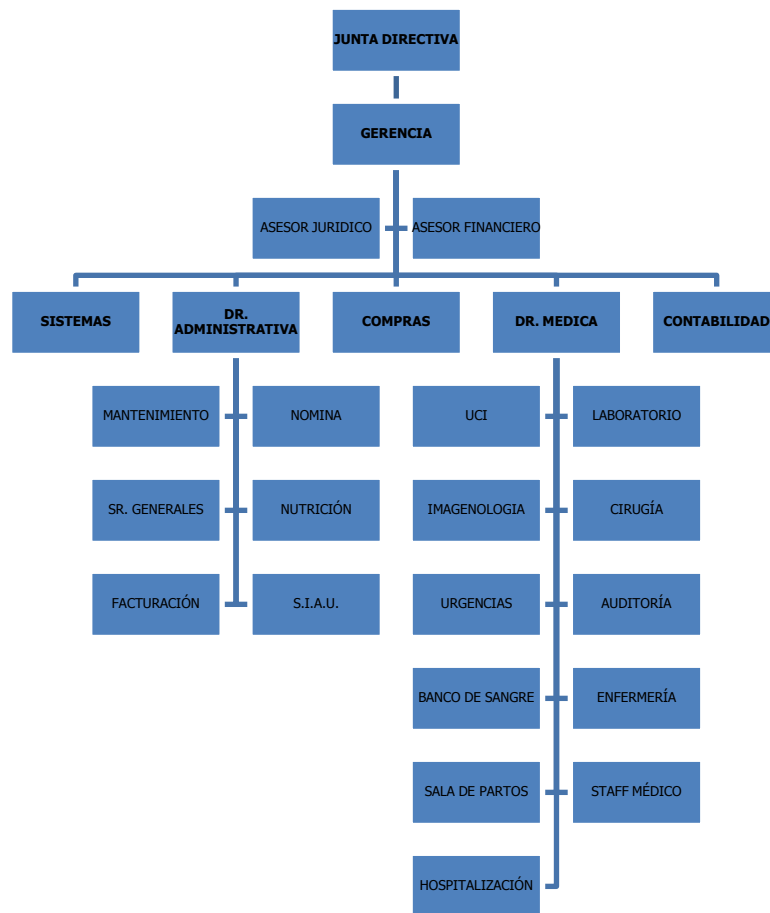 JUNTA DIRECTIVA
GERENCIA
ASESOR JURIDICO
ASESOR FINANCIERO
SISTEMAS
DR.
ADMINISTRATIVA
COMPRAS
DR. MEDICA
CONTABILIDAD
MANTENIMIENTO
NOMINA
UCI
LABORATORIO
SR. GENERALES
NUTRICIÓN
IMAGENOLOGIA
CIRUGÍA
FACTURACIÓN
S.I.A.U.
URGENCIAS
AUDITORÍA
BANCO DE SANGRE
ENFERMERÍA
SALA DE PARTOS
STAFF MÉDICO
HOSPITALIZACIÓN